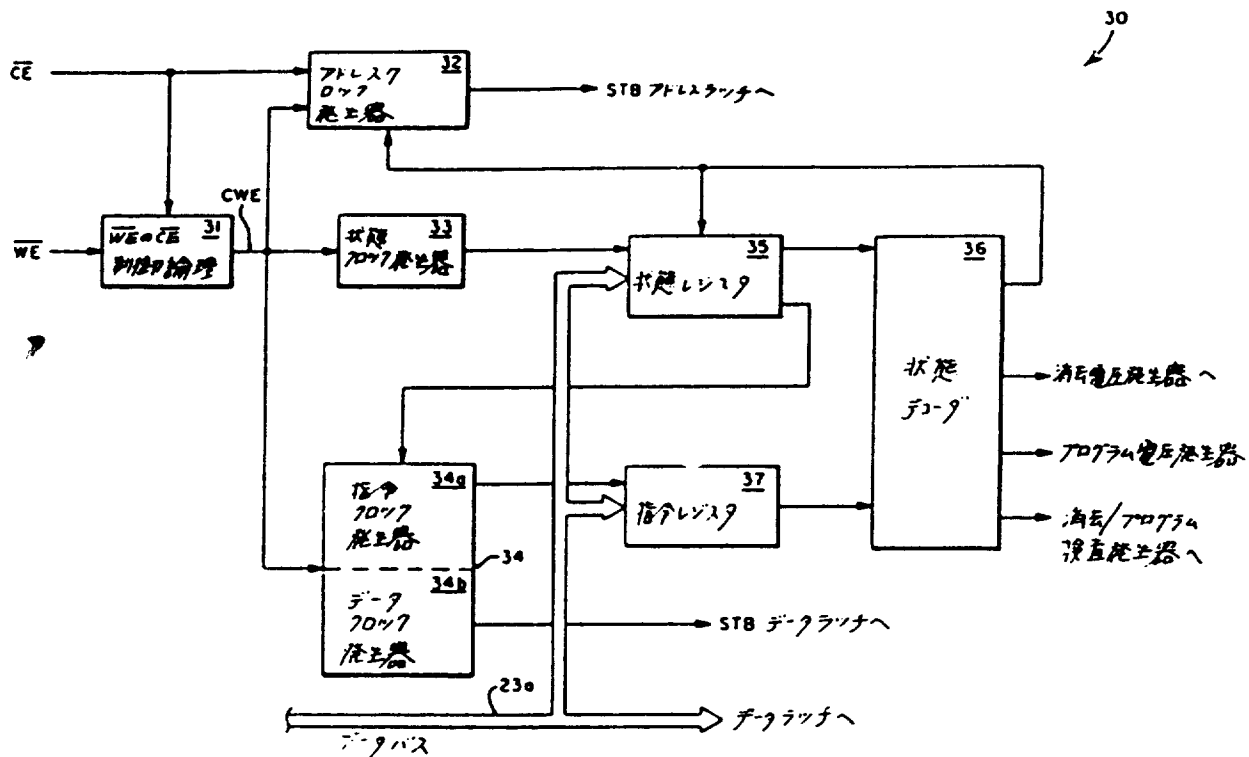 30
C̅E̅
アドレスク 32
ロック
発生器
STB アドレスラッチへ
CWE
W̅E̅
W̅E̅のC̅E̅ 31
制御論理
状態 33
クロック発生器
35
状態レジスタ
36
状態
デコーダ
消去電圧発生器へ
プログラム電圧発生器
消去/プログラム
検査発生器へ
指令 34a
クロック
発生器
34
34b
データ
クロック
発生器
37
指令レジスタ
STB データラッチへ
23a
データバス
データラッチへ